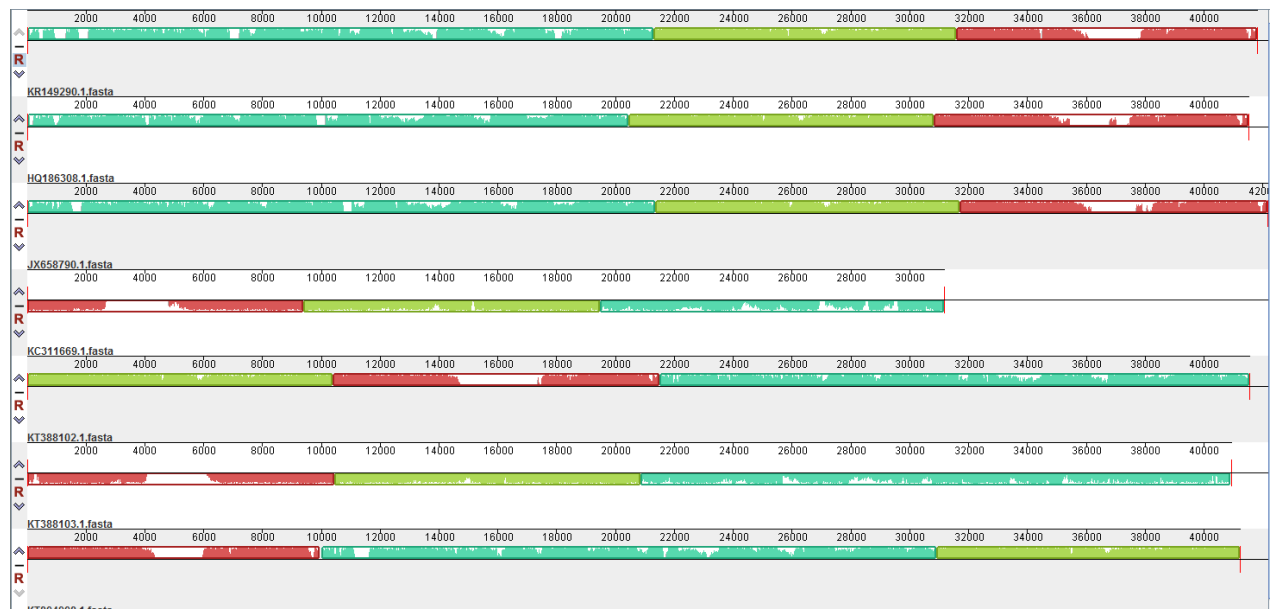 2000 4000 6000 8000 10000 12000 14000 16000 18000 20000 22000 24000 26000 28000 30000 32000 34000 36000 38000 40000
R
KR149290.1.fasta
2000 4000 6000 8000 10000 12000 14000 16000 18000 20000 22000 24000 26000 28000 30000 32000 34000 36000 38000 40000
R
HQ186308.1.fasta
2000 4000 6000 8000 10000 12000 14000 16000 18000 20000 22000 24000 26000 28000 30000 32000 34000 36000 38000 40000 4200
R
JX658790.1.fasta
2000 4000 6000 8000 10000 12000 14000 16000 18000 20000 22000 24000 26000 28000 30000
R
KC311669.1.fasta
2000 4000 6000 8000 10000 12000 14000 16000 18000 20000 22000 24000 26000 28000 30000 32000 34000 36000 38000 40000
R
KT388102.1.fasta
2000 4000 6000 8000 10000 12000 14000 16000 18000 20000 22000 24000 26000 28000 30000 32000 34000 36000 38000 40000
R
KT388103.1.fasta
2000 4000 6000 8000 10000 12000 14000 16000 18000 20000 22000 24000 26000 28000 30000 32000 34000 36000 38000 40000
R